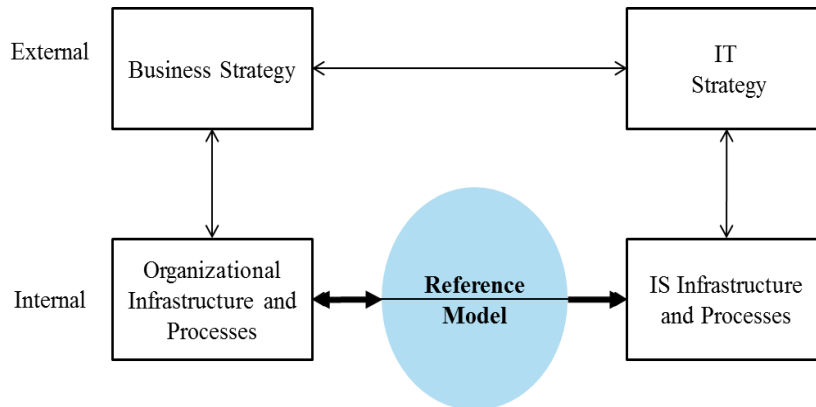 External
Business Strategy
IT
Strategy
Internal
Organizational
Infrastructure and
Processes
Reference
Model
IS Infrastructure
and Processes